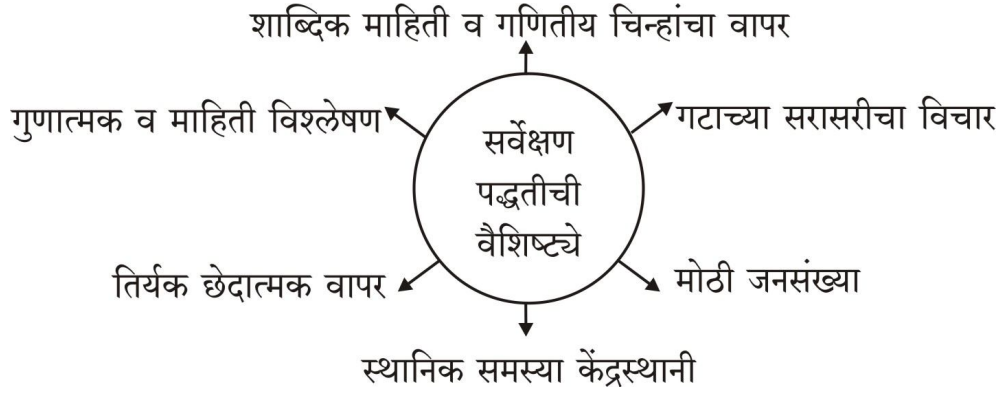 शाब्दिक माहिती व गणितीय चिन्हांचा वापर
गुणात्मक व माहिती विश्लेषण
गटाच्या सरासरीचा विचार
सर्वेक्षण
पद्धतीची
वैशिष्ट्ये
तिर्यक छेदात्मक वापर
मोठी जनसंख्या
स्थानिक समस्या केंद्रस्थानी